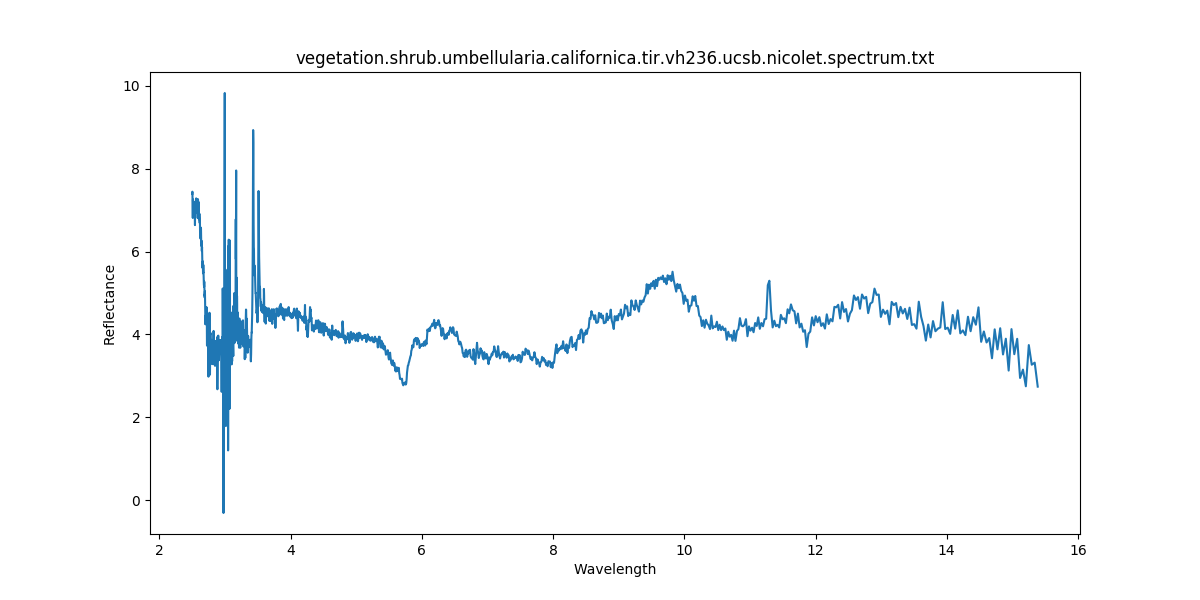 vegetation.shrub.umbellularia.californica.tir.vh236.ucsb.nicolet.spectrum.txt
10
8
6
4
2
0
Reflectance
2 4 6 8 10 12 14 16
Wavelength